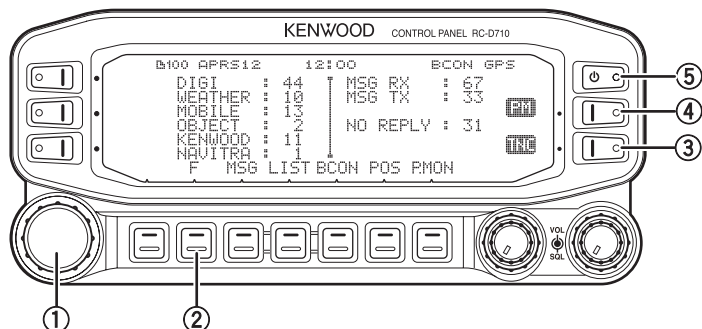 KENWOOD CONTROL PANEL RC-D710
100 APRS12 12:00 BCON GPS
DIGI : 44 MSG RX : 67
WEATHER : 10 MSG TX : 33
MOBILE : 13 PM
OBJECT : 2 NO REPLY : 31
KENWOOD : 11
NAVITRA : 1 TNC
F MSG LIST BCON POS P.MON
5
4
3
VOL
SQL
1 2